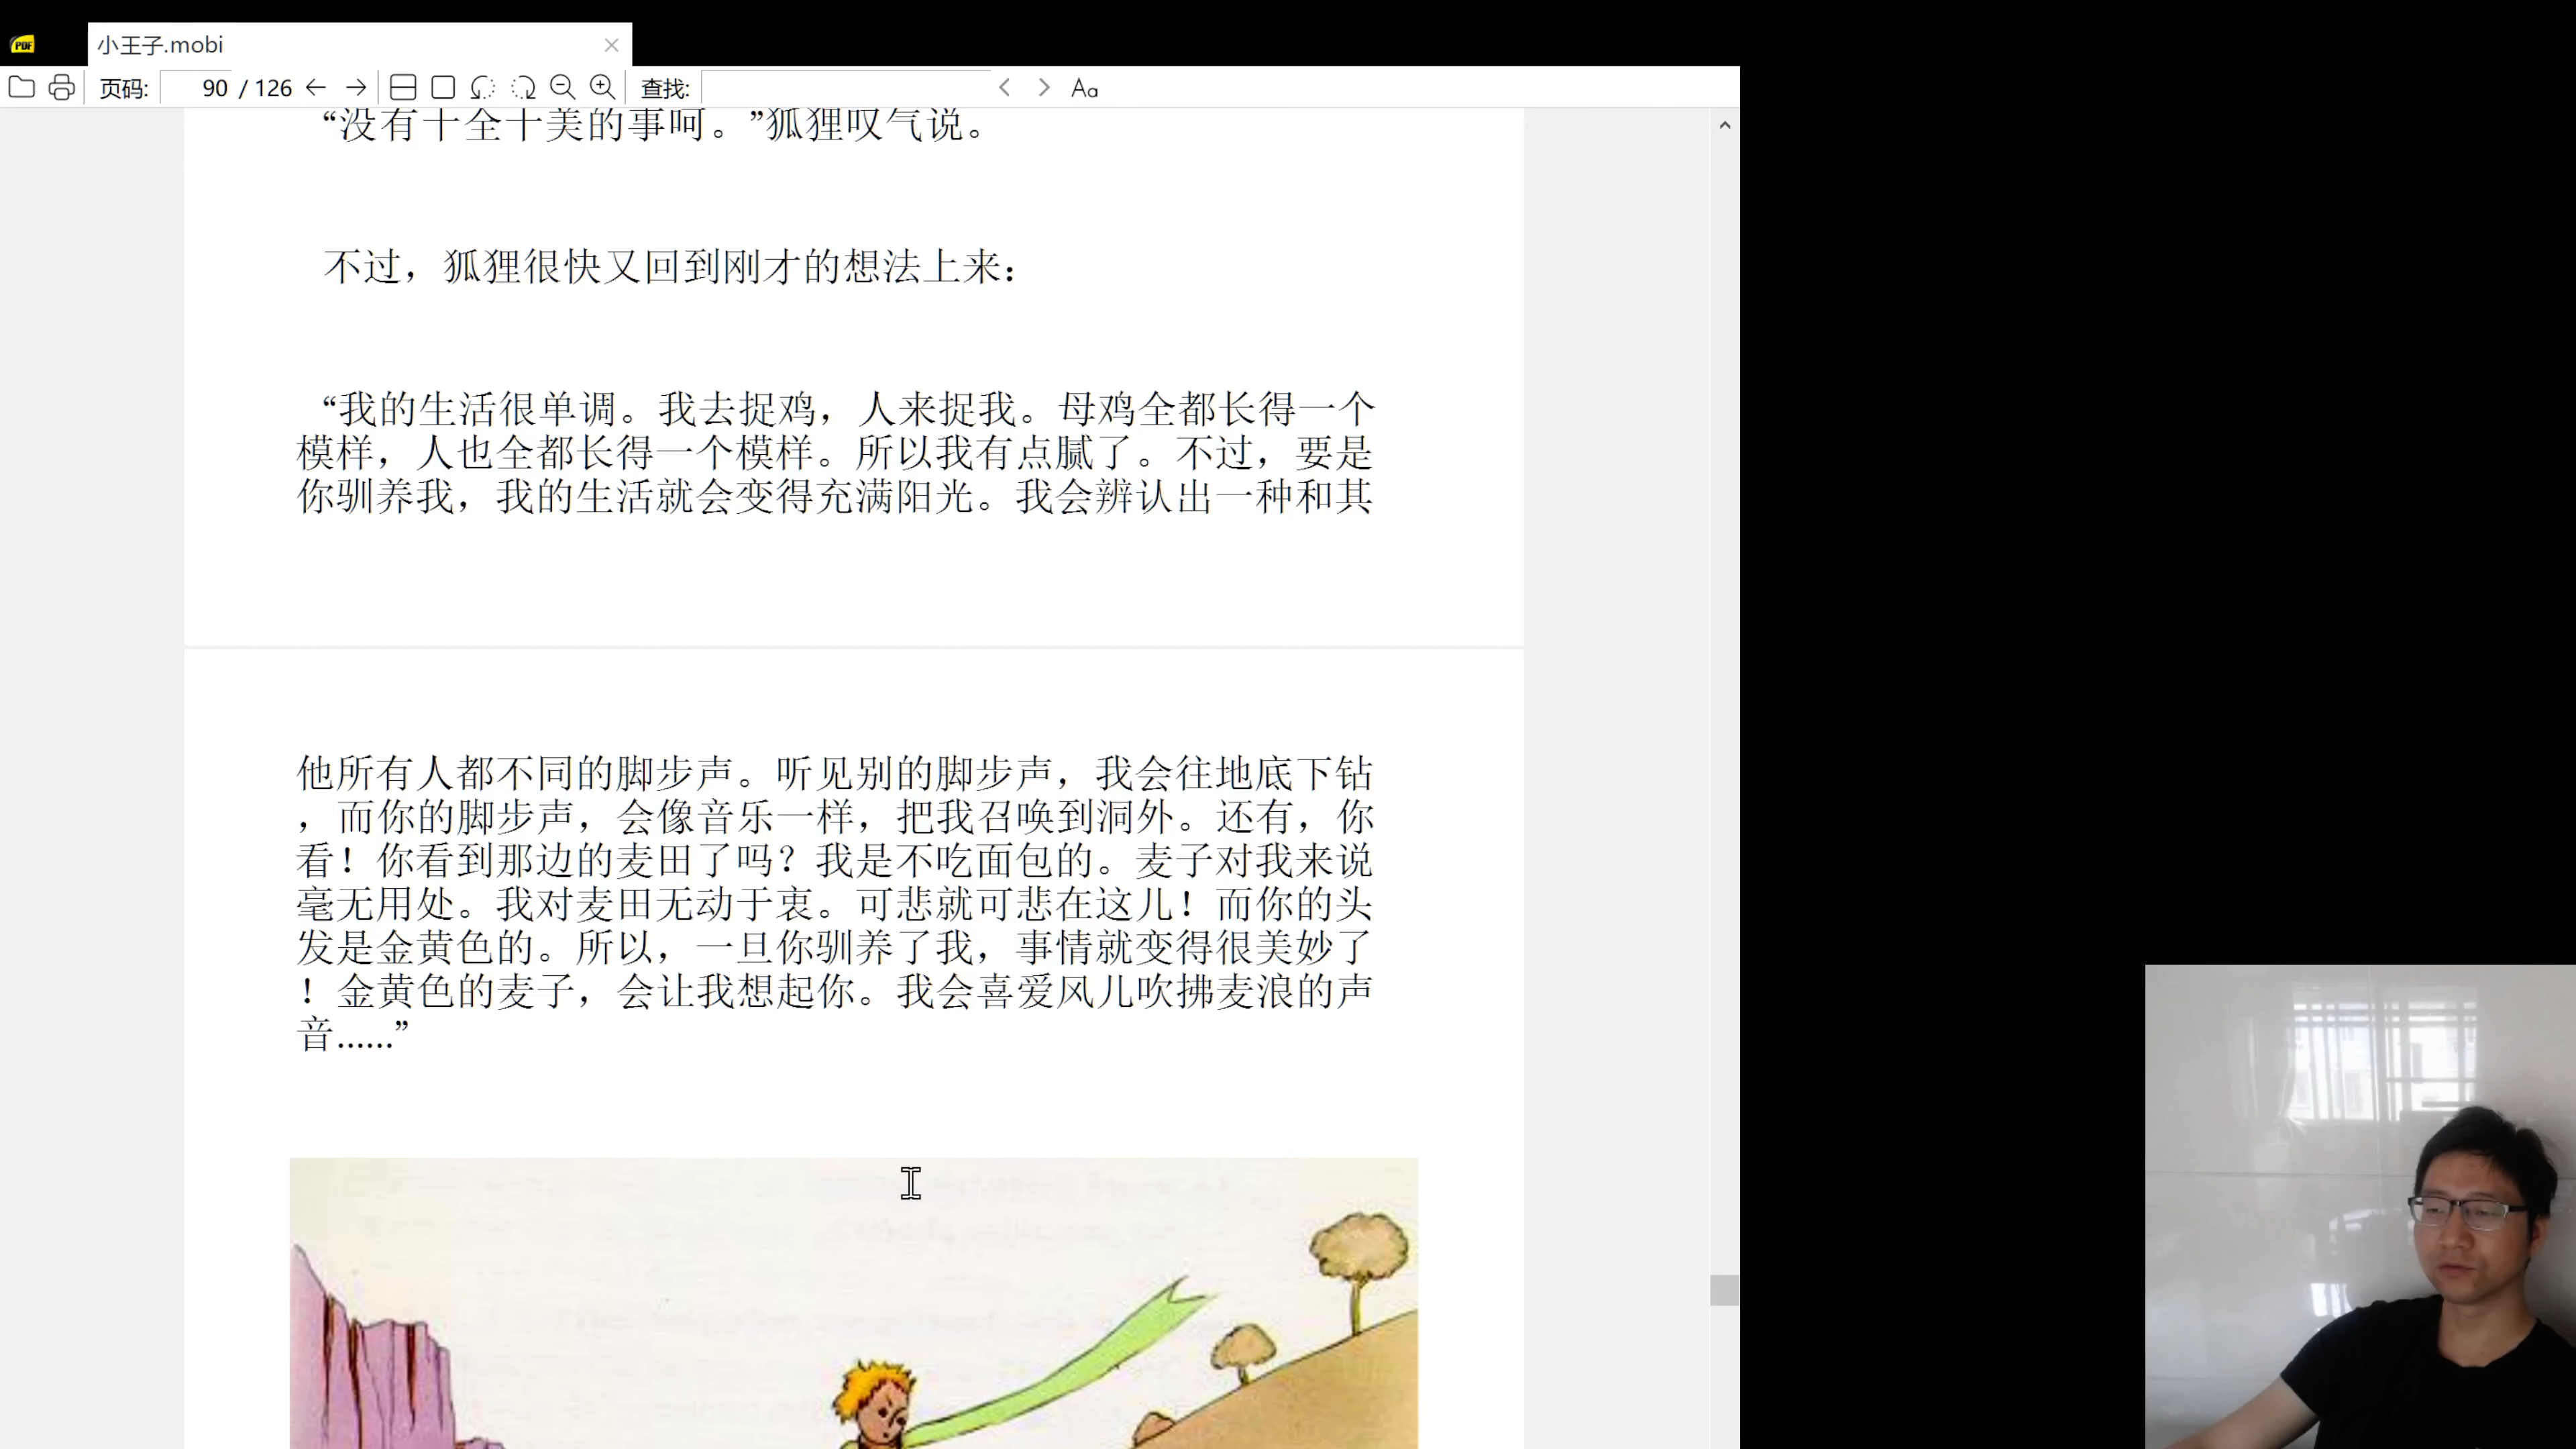 PDF
小王子.mobi
页码: 90 / 126 查找: Aa
“没有十全十美的事呵。”狐狸叹气说。
不过，狐狸很快又回到刚才的想法上来：
“我的生活很单调。我去捉鸡，人来捉我。母鸡全都长得一个
模样，人也全都长得一个模样。所以我有点腻了。不过，要是
你驯养我，我的生活就会变得充满阳光。我会辨认出一种和其
他所有人都不同的脚步声。听见别的脚步声，我会往地底下钻
，而你的脚步声，会像音乐一样，把我召唤到洞外。还有，你
看！你看到那边的麦田了吗？我是不吃面包的。麦子对我来说
毫无用处。我对麦田无动于衷。可悲就可悲在这儿！而你的头
发是金黄色的。所以，一旦你驯养了我，事情就变得很美妙了
！金黄色的麦子，会让我想起你。我会喜爱风儿吹拂麦浪的声
音......”